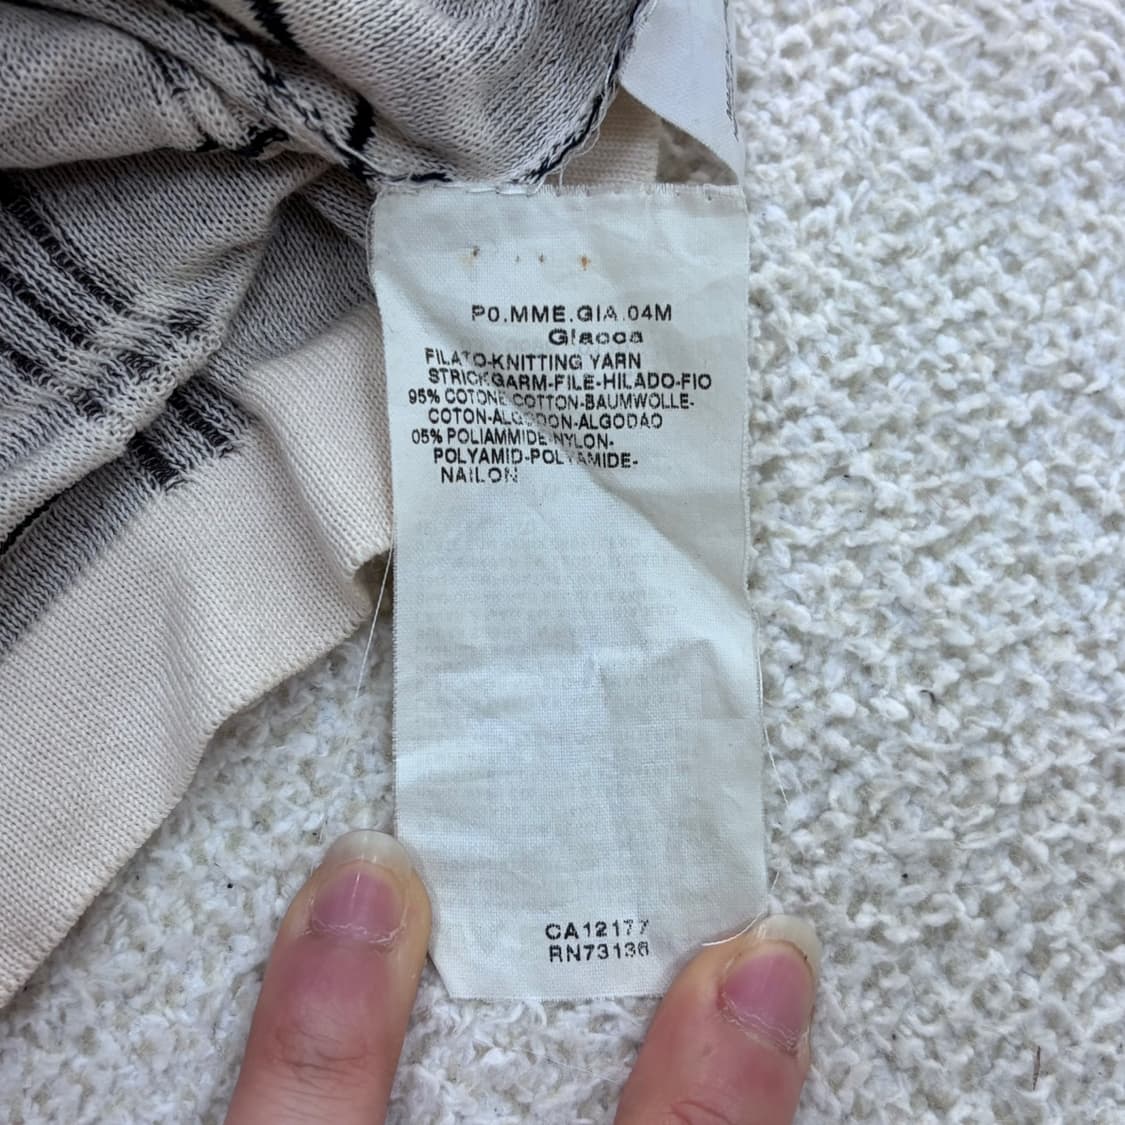 P0.MME.GIA.04M
Giacca
FILATO-KNITTING YARN
STRICKGARM-FILE-HILADO-FIO
95% COTONE COTTON-BAUMWOLLE-
COTON-ALGODON-ALGODAO
05% POLIAMMIDE-NYLON-
POLYAMID-POLYAMIDE-
NAILON
CA12177
RN73136